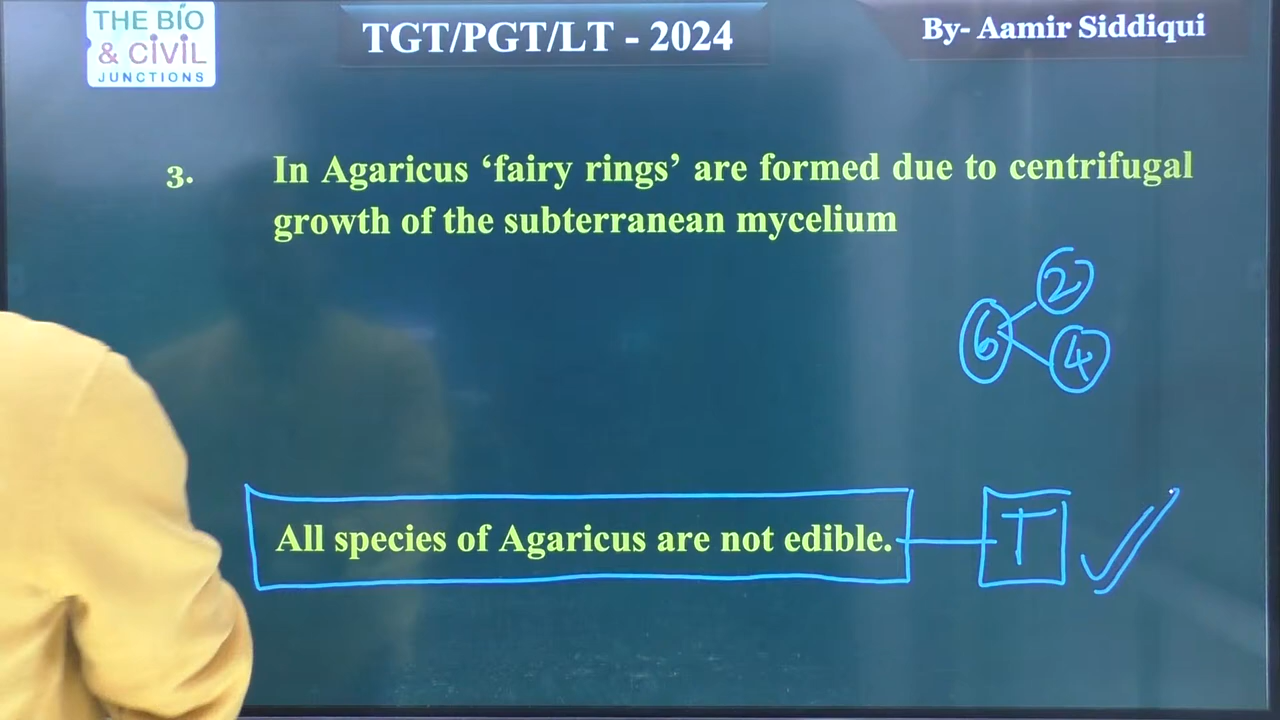 THE BIO
& CIVIL
JUNCTIONS
TGT/PGT/LT - 2024
By- Aamir Siddiqui
3. In Agaricus ‘fairy rings’ are formed due to centrifugal
growth of the subterranean mycelium
2
6
4
All species of Agaricus are not edible. T